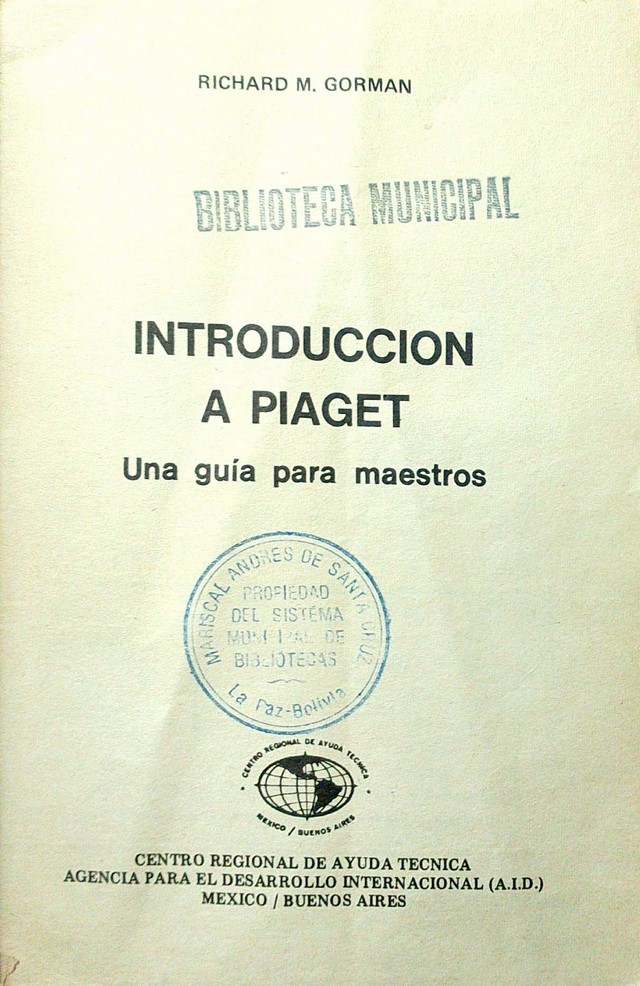 RICHARD M. GORMAN
BIBLIOTECA MUNICIPAL
INTRODUCCION
A PIAGET
Una guía para maestros
MARISCAL ANDRES DE SANTA CRUZ
PROPIEDAD
DEL SISTEMA
MUNICIPAL DE
BIBLIOTECAS
La Paz-Bolivia
CENTRO REGIONAL DE AYUDA TECNICA
MEXICO / BUENOS AIRES
CENTRO REGIONAL DE AYUDA TECNICA
AGENCIA PARA EL DESARROLLO INTERNACIONAL (A.I.D.)
MEXICO / BUENOS AIRES